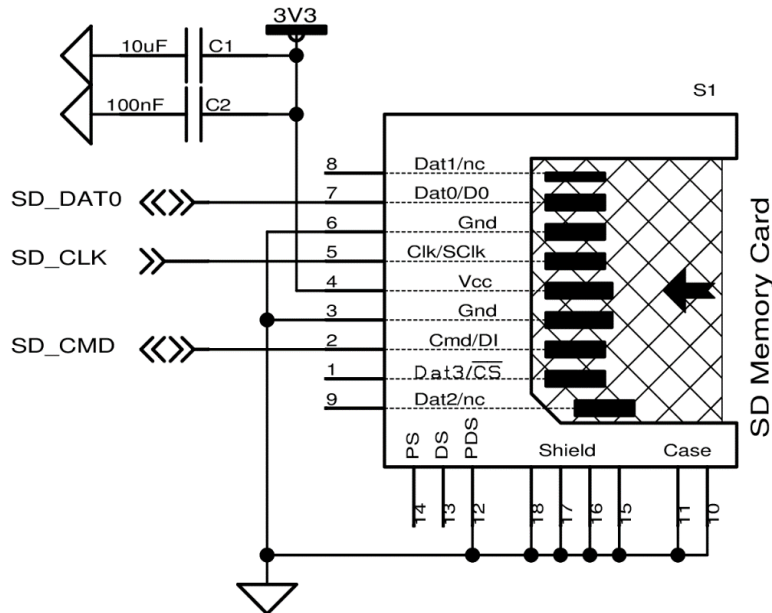 3V3
10uF C1
100nF C2
S1
8 Dat1/nc
SD_DAT0 7 Dat0/D0
6 Gnd
SD_CLK 5 Clk/SClk
4 Vcc
3 Gnd
SD_CMD 2 Cmd/DI
1 Dat3/CS
9 Dat2/nc
SD Memory Card
PS DS PDS Shield Case
14 13 12 18 17 16 15 11 10